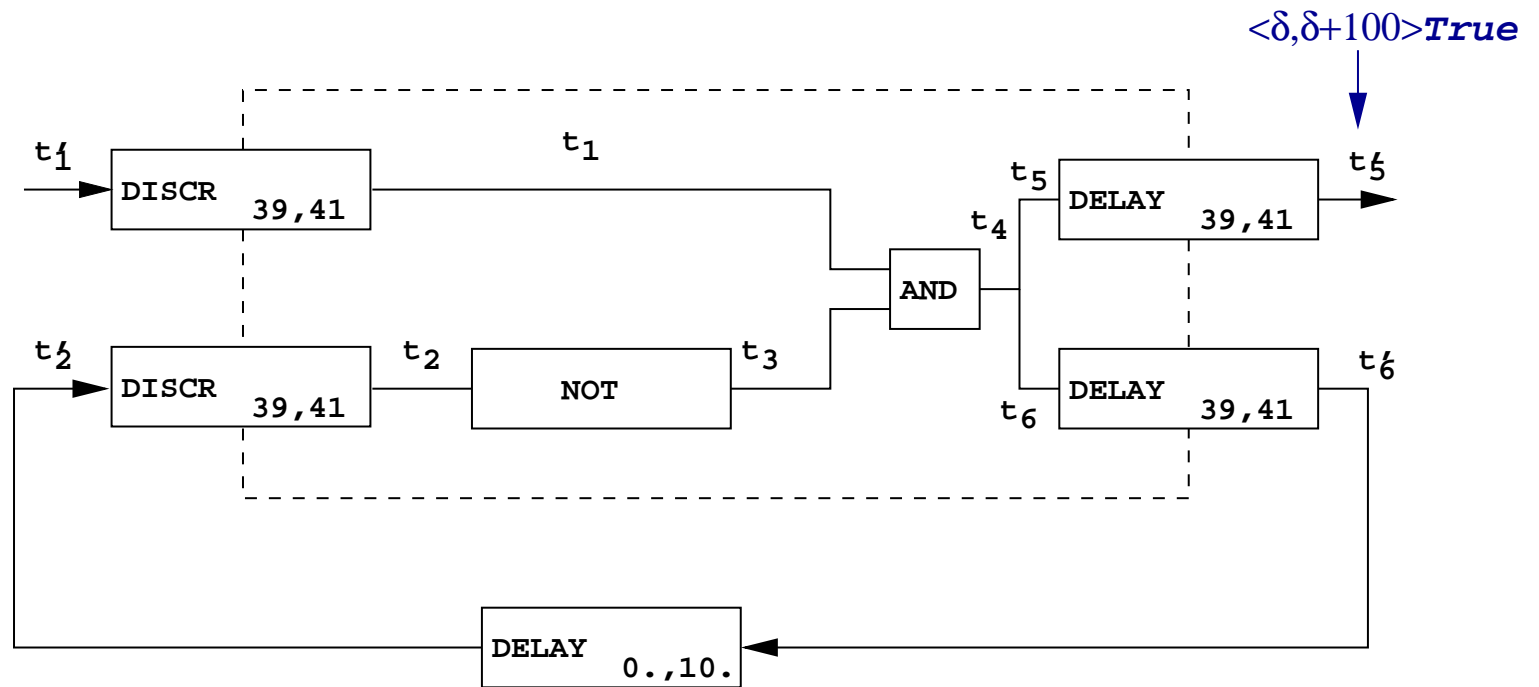 <δ,δ+100>True
t′1
DISCR
39,41
t1
t5
DELAY
39,41
t′5
t4
AND
t′2
DISCR
39,41
t2
NOT
t3
t6
DELAY
39,41
t′6
DELAY
0.,10.